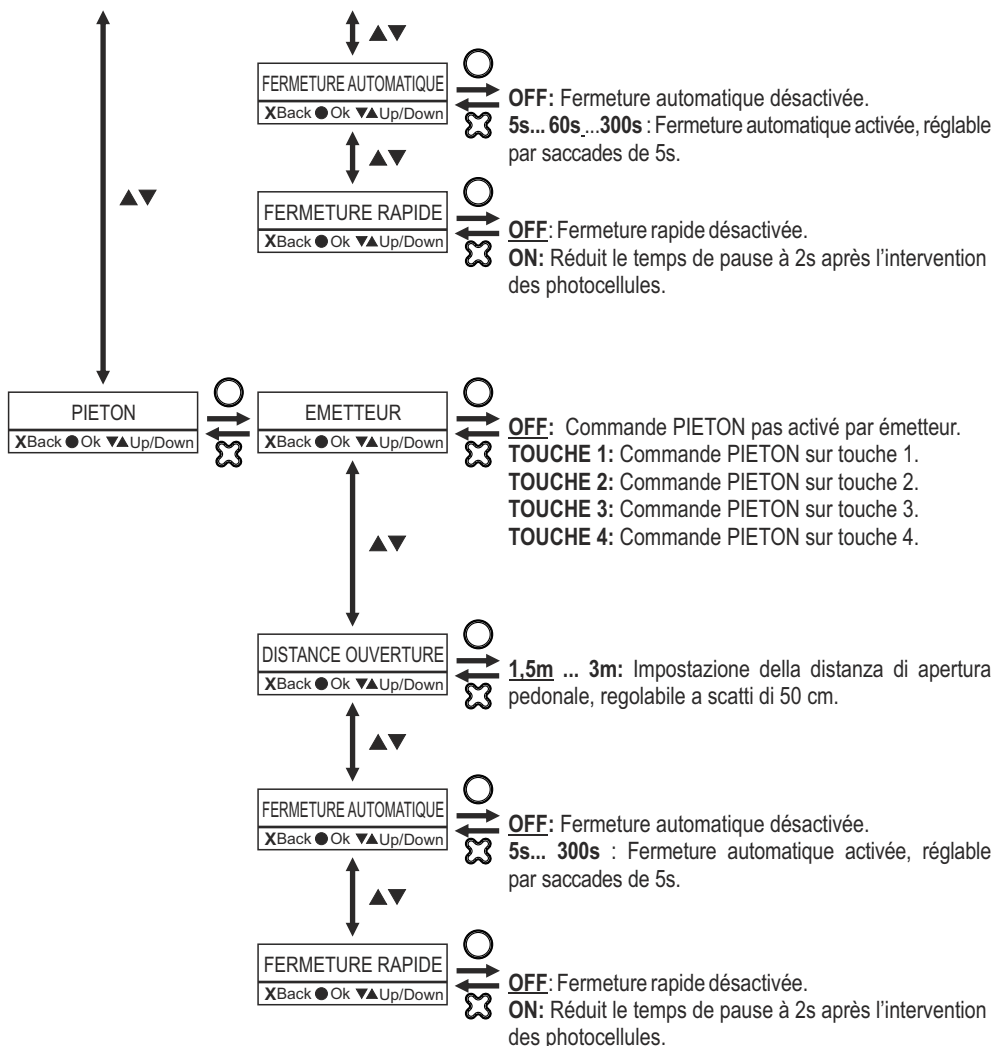 ▲▼
FERMETURE AUTOMATIQUE
XBack ● Ok ▼▲Up/Down
OFF: Fermeture automatique désactivée.
5s... 60s ...300s : Fermeture automatique activée, réglable
par saccades de 5s.
▲▼
▲▼
FERMETURE RAPIDE
XBack ● Ok ▼▲Up/Down
OFF: Fermeture rapide désactivée.
ON: Réduit le temps de pause à 2s après l’intervention
des photocellules.
PIETON
XBack ● Ok ▼▲Up/Down
EMETTEUR
XBack ● Ok ▼▲Up/Down
OFF: Commande PIETON pas activé par émetteur.
TOUCHE 1: Commande PIETON sur touche 1.
TOUCHE 2: Commande PIETON sur touche 2.
TOUCHE 3: Commande PIETON sur touche 3.
TOUCHE 4: Commande PIETON sur touche 4.
▲▼
DISTANCE OUVERTURE
XBack ● Ok ▼▲Up/Down
1,5m ... 3m: Impostazione della distanza di apertura
pedonale, regolabile a scatti di 50 cm.
▲▼
FERMETURE AUTOMATIQUE
XBack ● Ok ▼▲Up/Down
OFF: Fermeture automatique désactivée.
5s... 300s : Fermeture automatique activée, réglable
par saccades de 5s.
▲▼
FERMETURE RAPIDE
XBack ● Ok ▼▲Up/Down
OFF: Fermeture rapide désactivée.
ON: Réduit le temps de pause à 2s après l’intervention
des photocellules.